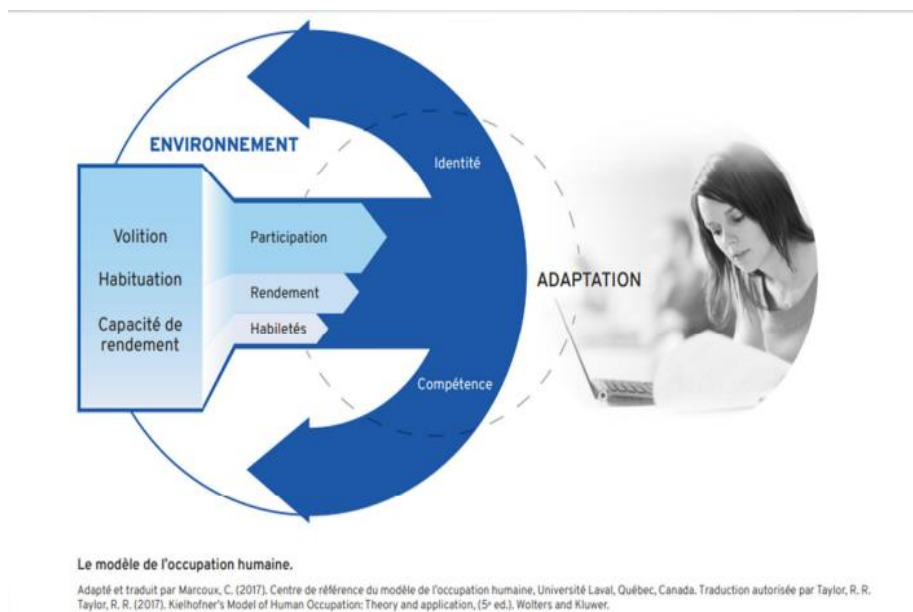 ENVIRONNEMENT
Identité
Volition
Participation
Habituation
ADAPTATION
Rendement
Capacité de
rendement
Habiletés
Compétence
Le modèle de l'occupation humaine.
Adapté et traduit par Marcoux, C. (2017). Centre de référence du modèle de l'occupation humaine, Université Laval, Québec, Canada. Traduction autorisée par Taylor, R. R.
Taylor, R. R. (2017). Kielhofner's Model of Human Occupation: Theory and application, (5ᵉ ed.). Wolters and Kluwer.